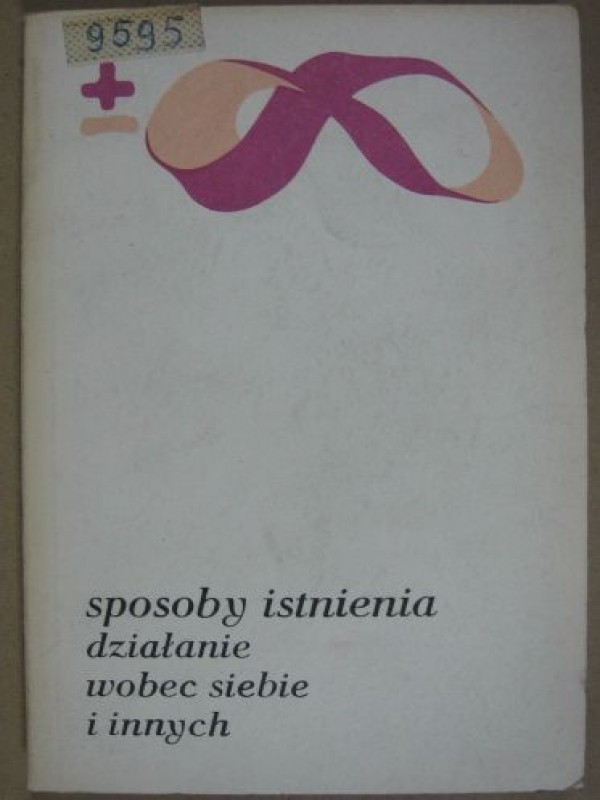 9595
±
sposoby istnienia
działanie
wobec siebie
i innych